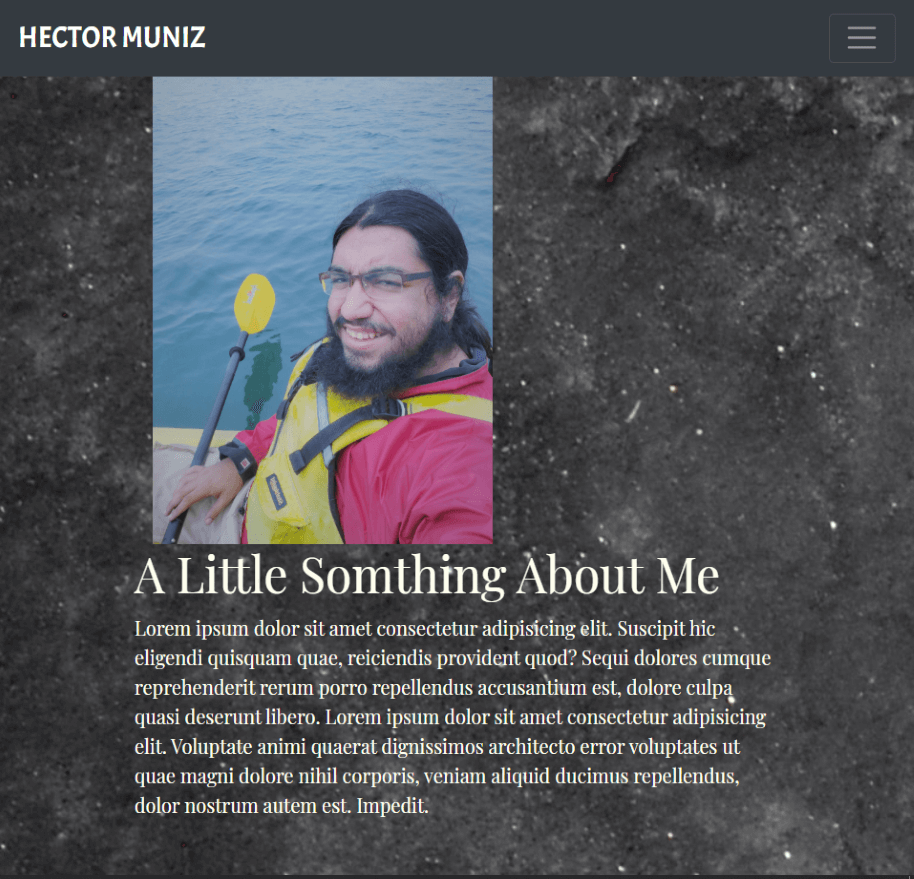 HECTOR MUNIZ
A Little Somthing About Me
Lorem ipsum dolor sit amet consectetur adipisicing elit. Suscipit hic
eligendi quisquam quae, reiciendis provident quod? Sequi dolores cumque
reprehenderit rerum porro repellendus accusantium est, dolore culpa
quasi deserunt libero. Lorem ipsum dolor sit amet consectetur adipisicing
elit. Voluptate animi quaerat dignissimos architecto error voluptates ut
quae magni dolore nihil corporis, veniam aliquid ducimus repellendus,
dolor nostrum autem est. Impedit.